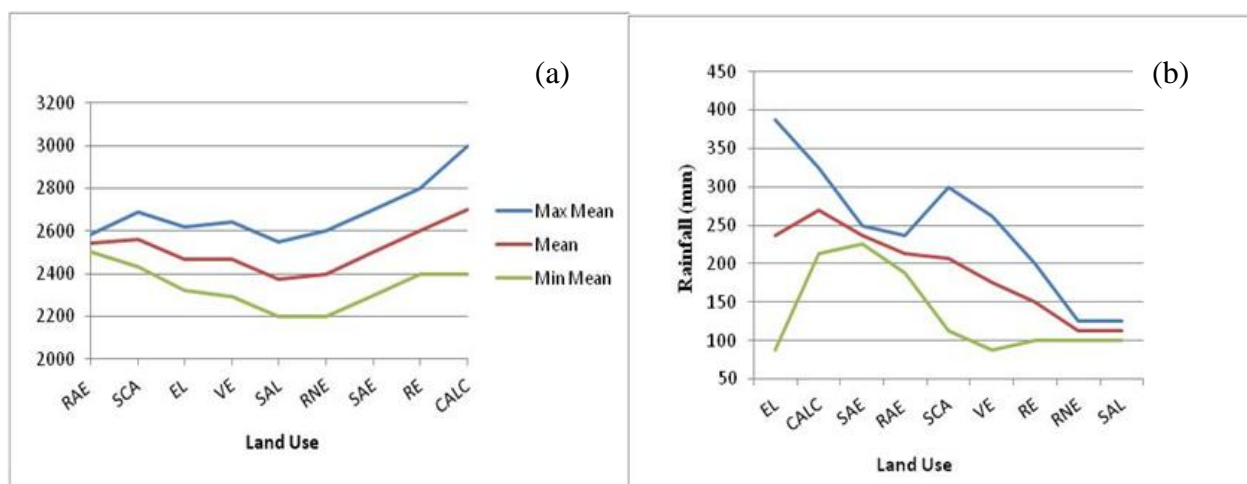 (a)
3200
3000
2800
2600
2400
2200
2000
RAE
SCA
EL
VE
SAL
RNE
SAE
RE
CALC
Land Use
Max Mean
Mean
Min Mean
(b)
Rainfall (mm)
450
400
350
300
250
200
150
100
50
EL
CALC
SAE
RAE
SCA
VE
RE
RNE
SAL
Land Use